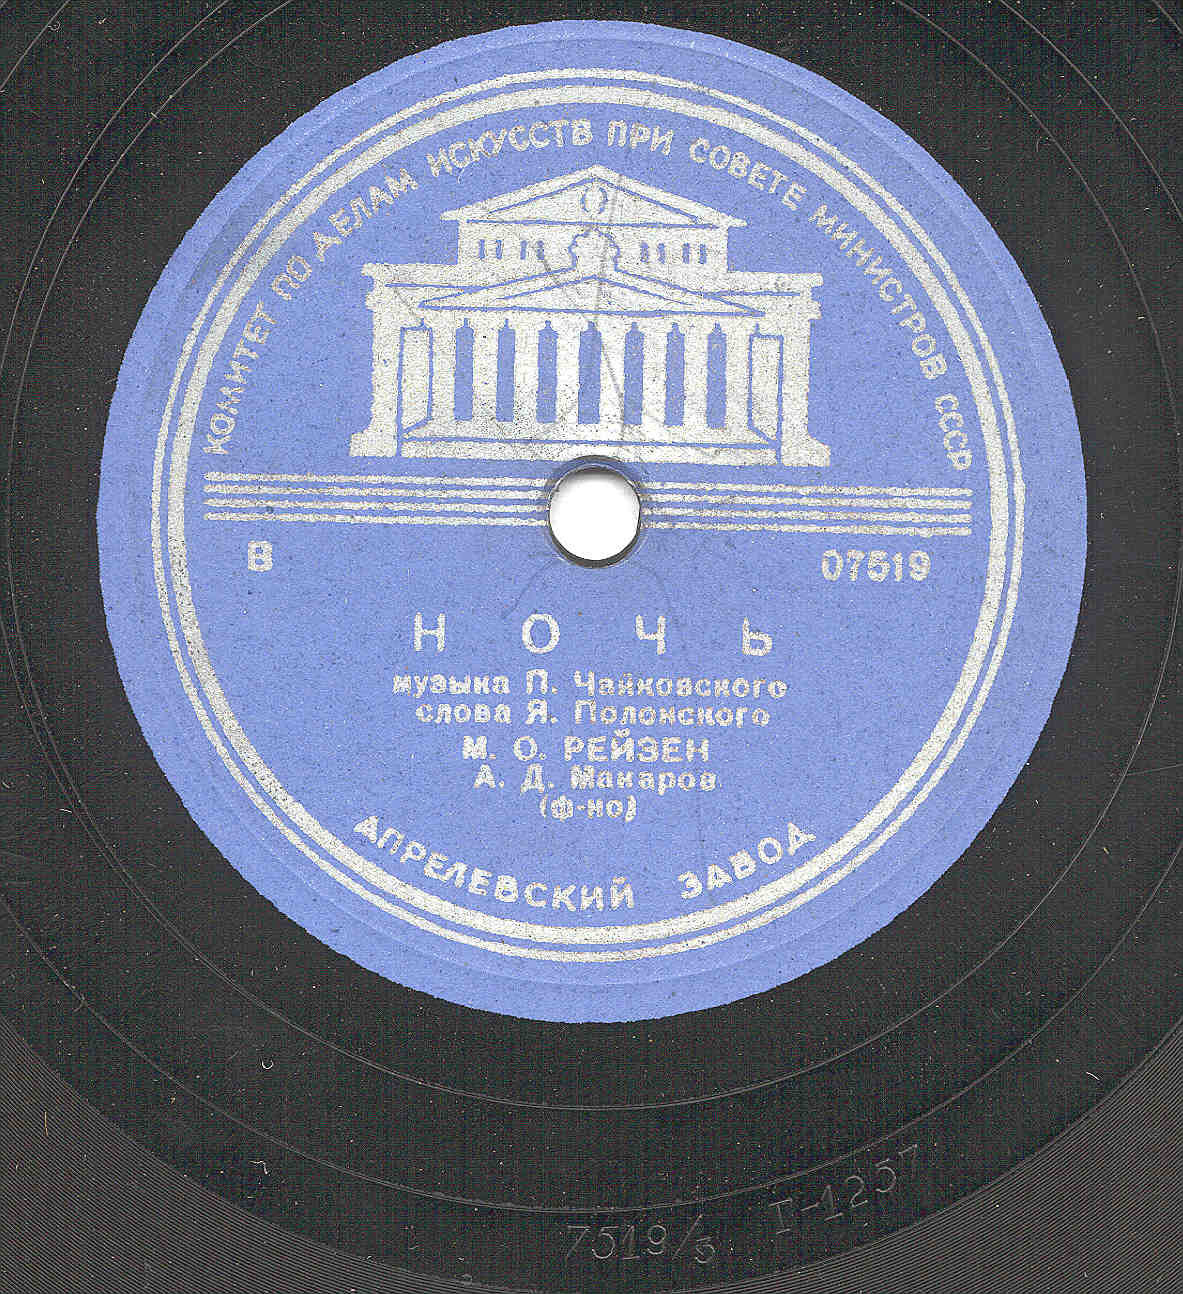 КОМИТЕТ ПО ДЕЛАМ ИСКУССТВ ПРИ СОВЕТЕ МИНИСТРОВ СССР
В 07519
НОЧЬ
музыка П. Чайковского
слова Я. Полонского
М. О. РЕЙЗЕН
А. Д. Макаров
(ф-но)
АПРЕЛЕВСКИЙ ЗАВОД
7519/5 I-1257